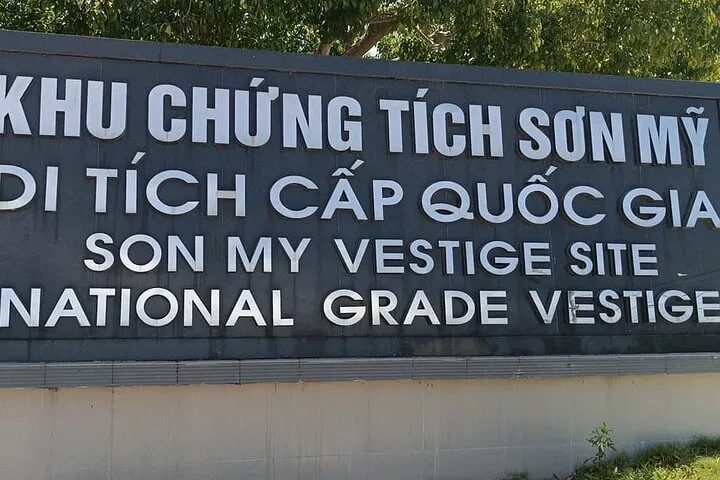 KHU CHỨNG TÍCH SƠN MỸ
DI TÍCH CẤP QUỐC GIA
SON MY VESTIGE SITE
NATIONAL GRADE VESTIGE